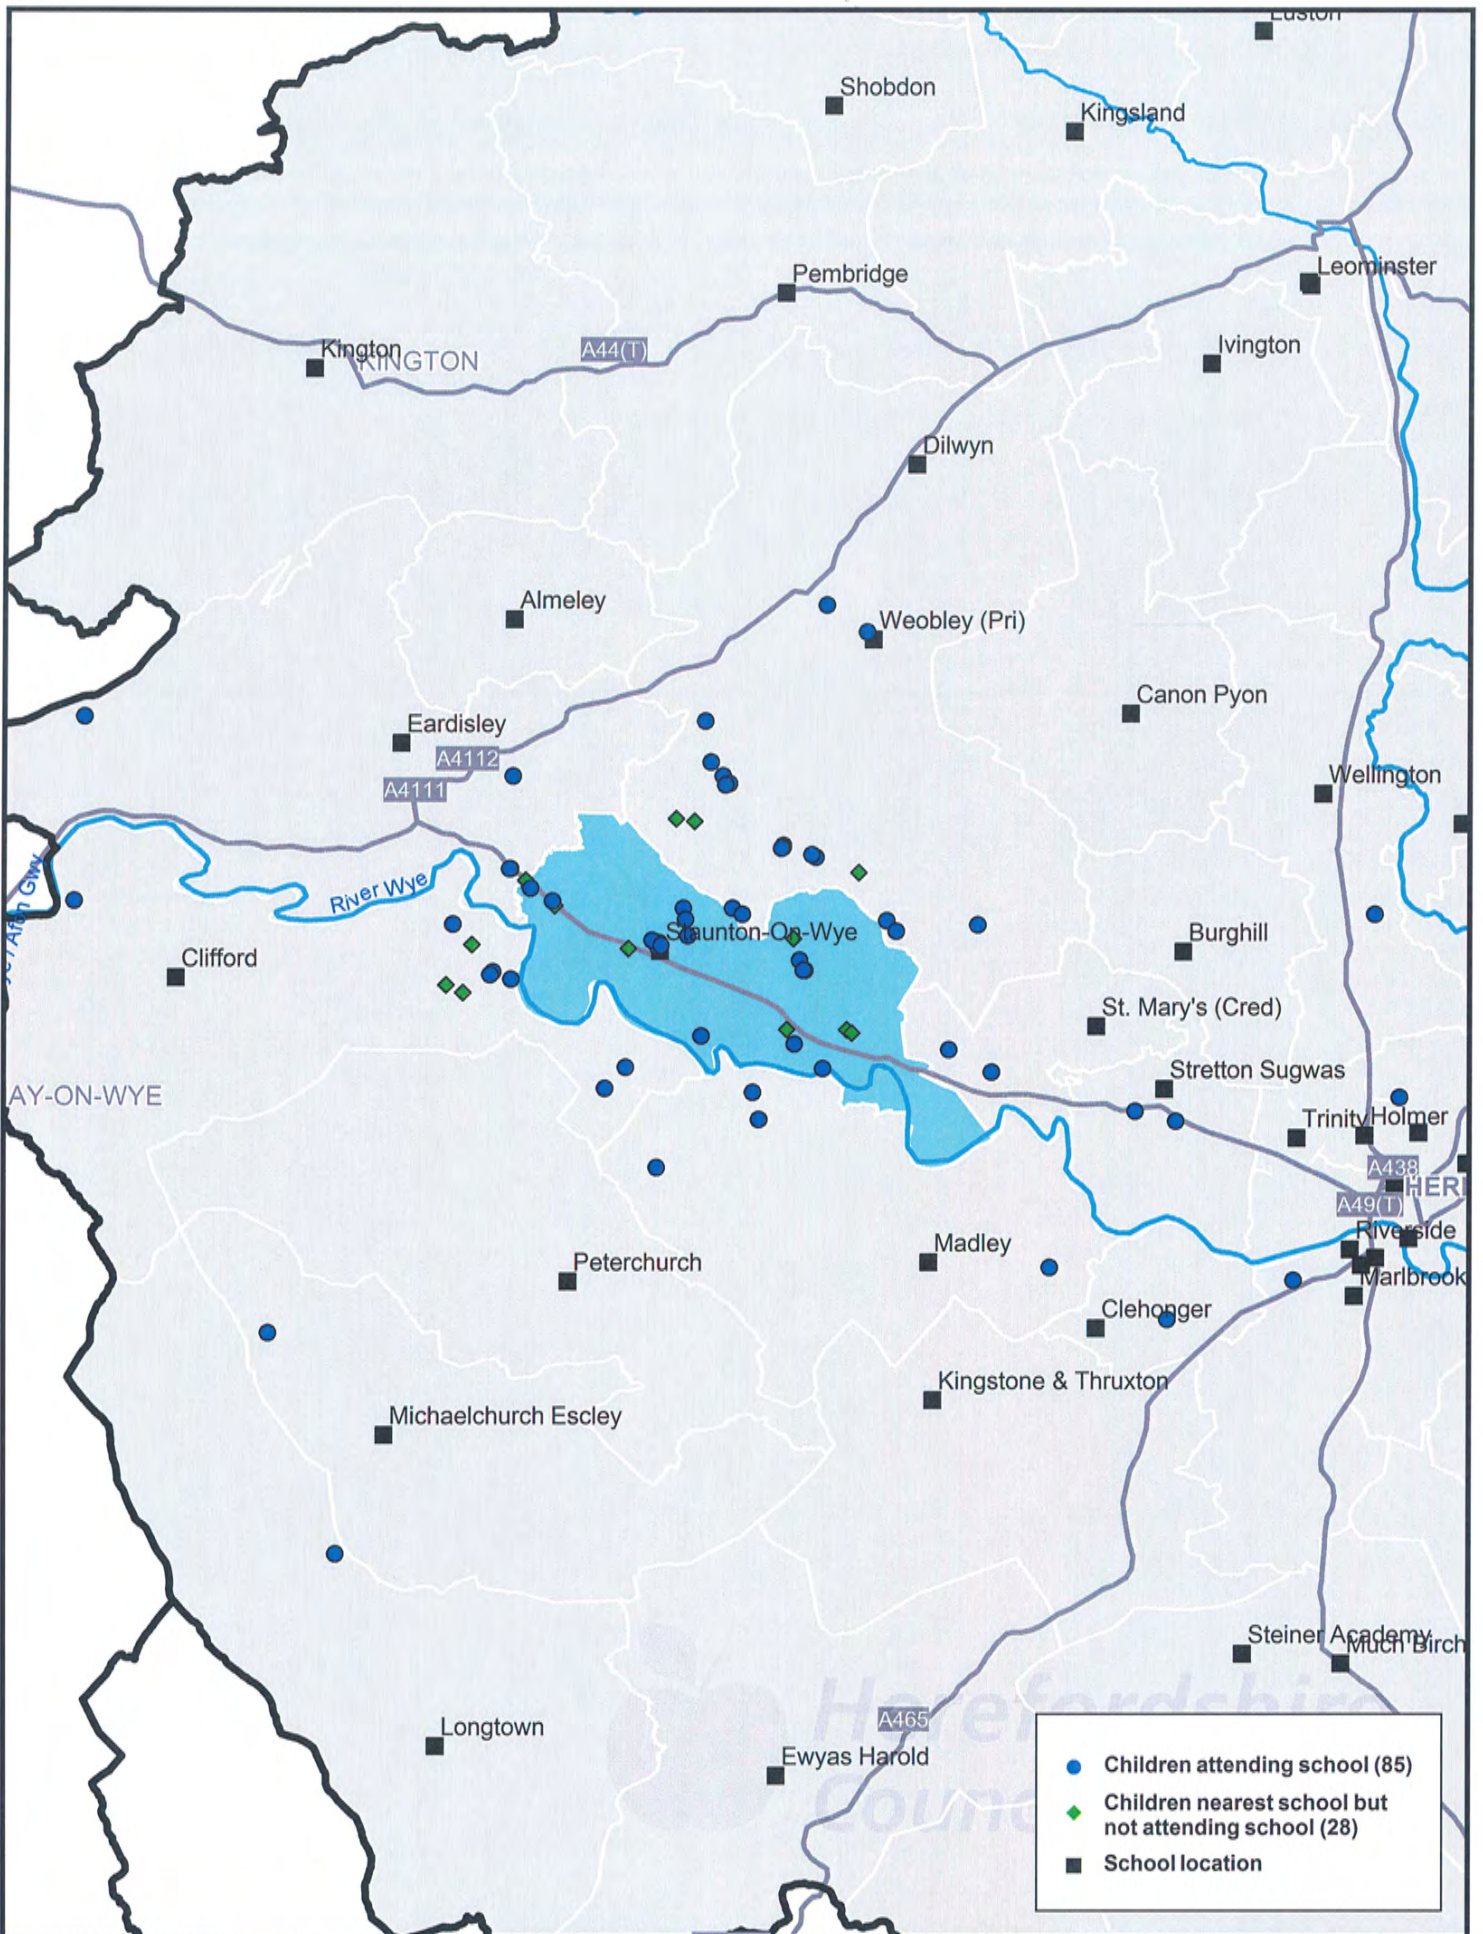 Luston
Shobdon
Kingsland
Pembridge
Leominster
Kington
KINGTON
A44(T)
Ivington
Dilwyn
Almeley
Weobley (Pri)
Canon Pyon
Eardisley
A4112
A4111
Wellington
River Wye
Afon Gwy
Staunton-On-Wye
Clifford
Burghill
St. Mary's (Cred)
Stretton Sugwas
AY-ON-WYE
Trinity
Holmer
A438
HER
A49(T)
Riverside
Marlbrook
Madley
Peterchurch
Clehonger
Kingstone & Thruxton
Michaelchurch Escley
Steiner Academy
Much Birch
Herefordshire
Counc
A465
Longtown
Ewyas Harold
Children attending school (85)
Children nearest school but
not attending school (28)
School location